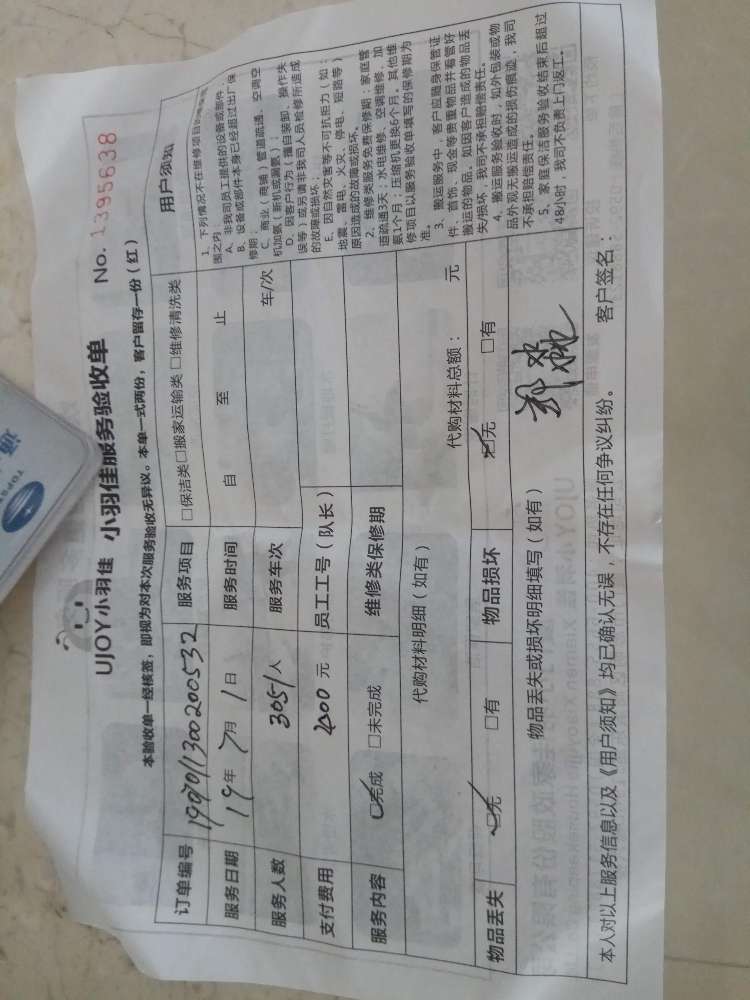 UJOY小羽佳 小羽佳服务验收单 No. 1395638
本验收单一经核签，即视为对本次服务验收无异议。本单一式两份，客户留存一份（红）
订单编号 服务项目 □保洁类□搬家运输类 □维修清洗类
服务日期 19年 7月 1日 服务时间 自 至 止
服务人数 3051人 服务车次 车/次
支付费用 元 员工工号（队长）
服务内容 □完成 □未完成 维修类保修期
代购材料明细（如有） 代购材料总额： 元
物品丢失 □无 □有 物品损坏 □无 □有
物品丢失或损坏明细填写（如有）
本人对以上服务信息以及《用户须知》均已确认无误，不存在任何争议纠纷。 客户签名：
用户须知
1、下列情况不在维修项目的保修范
围之内：
A、非我司员工提供的设备或部件；
B、设备或部件本身已经超过出厂保
修期；
C、商业（商铺）管道疏通、空调空
机加氨（新机或漏氨）；
D、因客户行为（擅自装卸、操作失
误等）或另请非我司人员检修所造成
的故障或损坏；
E、因自然灾害等不可抗拒力（如：
地震、雷电、火灾、停电、短路等）
原因造成的故障或损坏。
2、维修类服务免费保修期：家庭管
道疏通3天；水电维修、空调维修、加
氨1个月；压缩机更换6个月。其他维
修项目以服务验收单填写的保修期为
准。
3、搬运服务中，客户应随身保管证
件、首饰、现金等贵重物品并看管好
搬运的物品，如因客户造成的物品丢
失/损坏，我司不承担赔偿责任。
4、搬运服务验收时，如外包装或物
品外观无搬运造成的损伤痕迹，我司
不承担赔偿责任。
5、家庭保洁服务验收结束后超过
48小时，我司不负责上门返工。